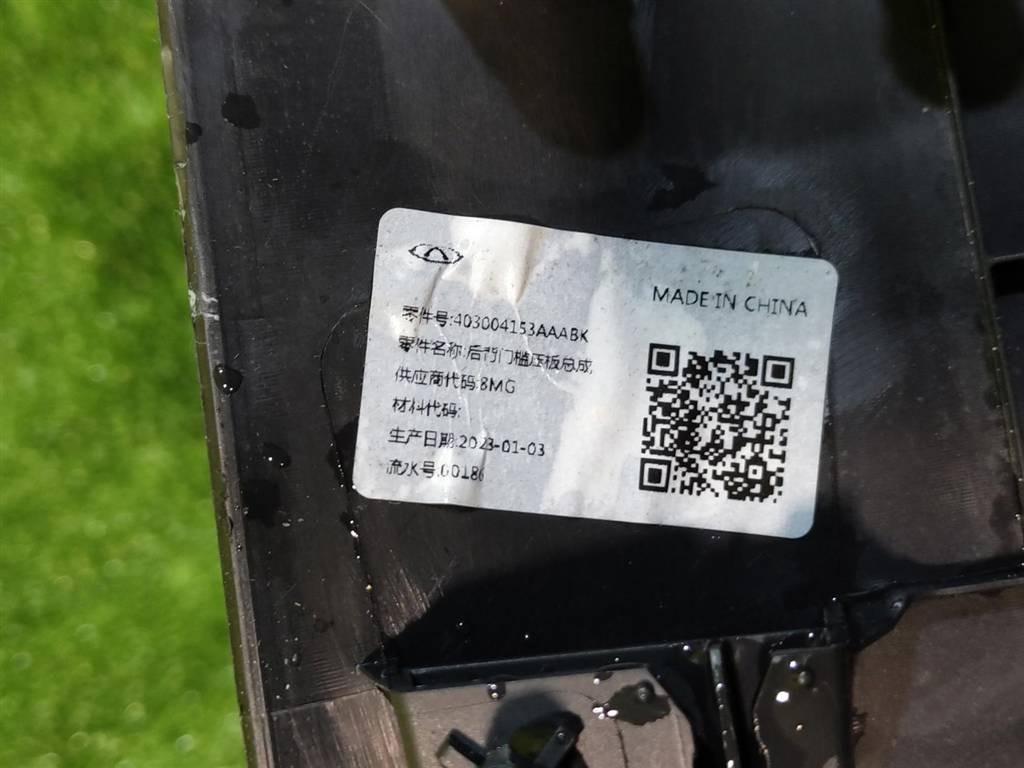 MADE IN CHINA
零件号:403004153AAABK
零件名称:后背门槛压板总成
供应商代码:8MG
材料代码:
生产日期:2023-01-03
流水号:00186